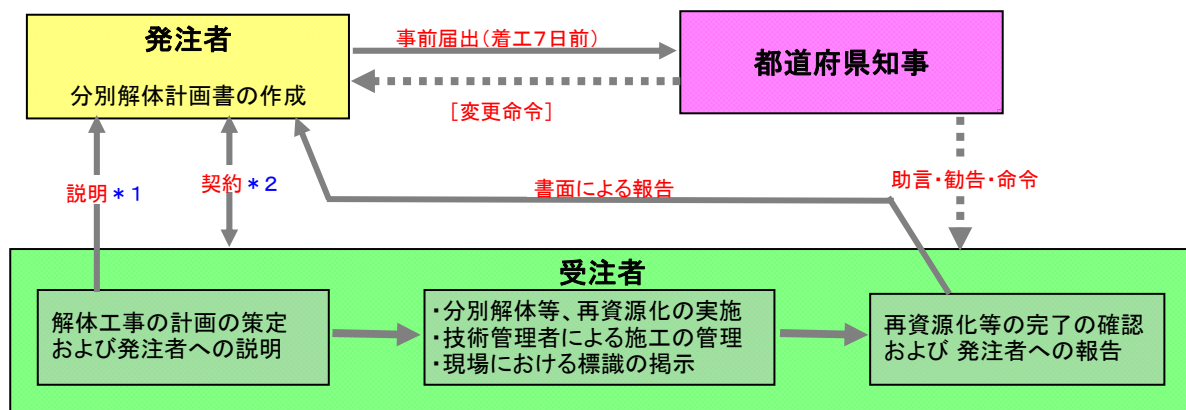 発注者
分別解体計画書の作成
事前届出(着工7日前)
[変更命令]
都道府県知事
説明*1
契約*2
書面による報告
助言・勧告・命令
受注者
解体工事の計画の策定
および発注者への説明
・分別解体等、再資源化の実施
・技術管理者による施工の管理
・現場における標識の掲示
再資源化等の完了の確認
および 発注者への報告